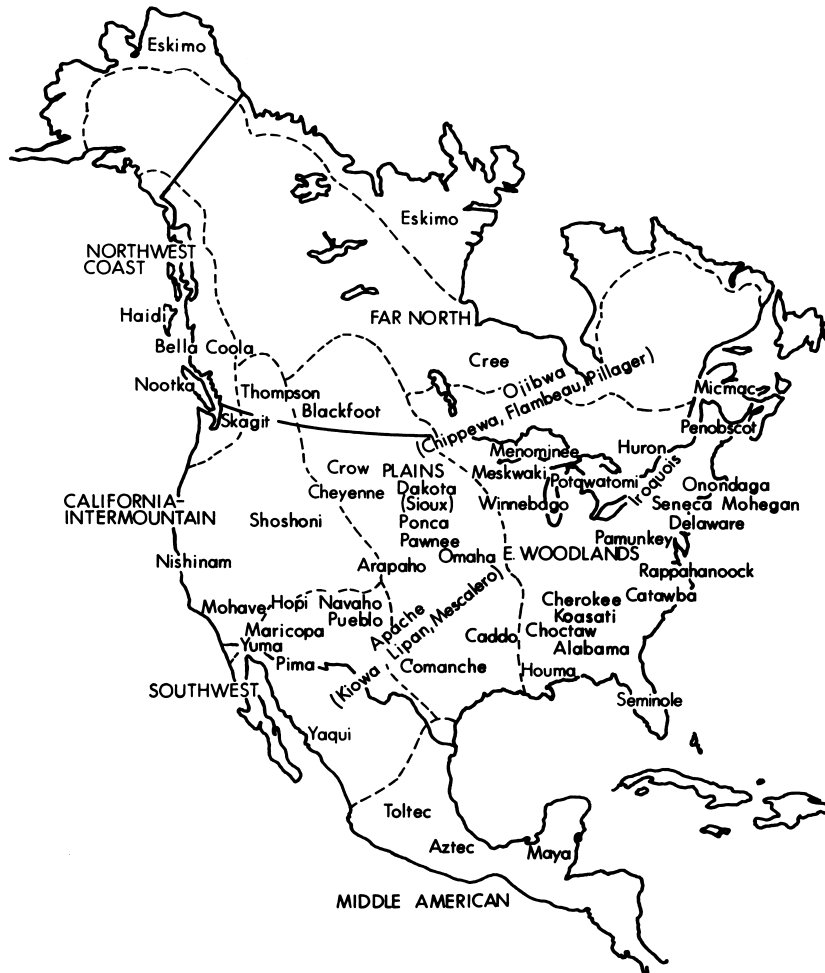 Eskimo
Eskimo
NORTHWEST
COAST
Haidi
FAR NORTH
Bella Coola
Cree
Ojibwa
(Chippewa, Flambeau, Pillager)
Nootka
Thompson
Micmac
Blackfoot
Skagit
Penobscot
Menominee
Huron
Crow
PLAINS
Meskwaki
Potqwatomi
Iroquois
Onondaga
Cheyenne
Dakota
(Sioux)
Winnebago
Seneca Mohegan
CALIFORNIA-
INTERMOUNTAIN
Shoshoni
Ponca
Delaware
Pawnee
Pamunkey
Omaha
E. WOODLANDS
Nishinam
Arapaho
Rappahanoock
Mohave
Hopi
Navaho
Pueblo
Apache
(Kiowa Lipan, Mescalero)
Cherokee
Catawba
Koasati
Maricopa
Yuma
Caddo
Choctaw
Alabama
Pima
Comanche
Houma
SOUTHWEST
Seminole
Yaqui
Toltec
Aztec
Maya
MIDDLE AMERICAN